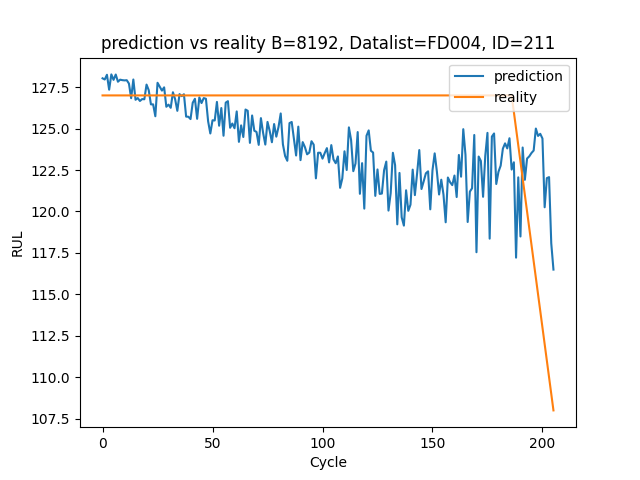 prediction vs reality B=8192, Datalist=FD004, ID=211
prediction
reality
127.5
125.0
122.5
120.0
117.5
115.0
112.5
110.0
107.5
RUL
0 50 100 150 200
Cycle